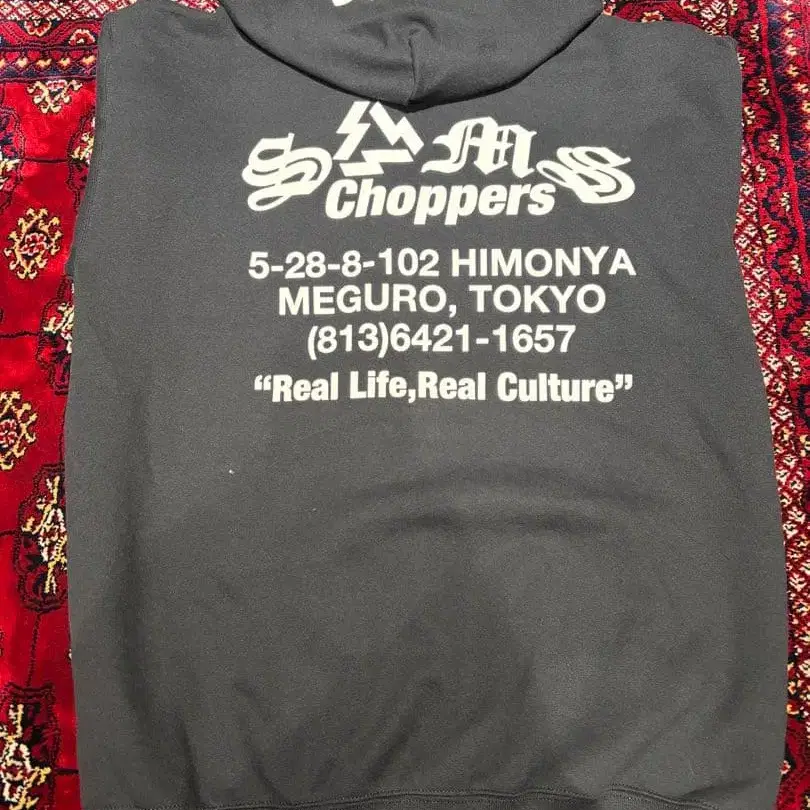 SAMS
Choppers
5-28-8-102 HIMONYA
MEGURO, TOKYO
(813)6421-1657
“Real Life,Real Culture”